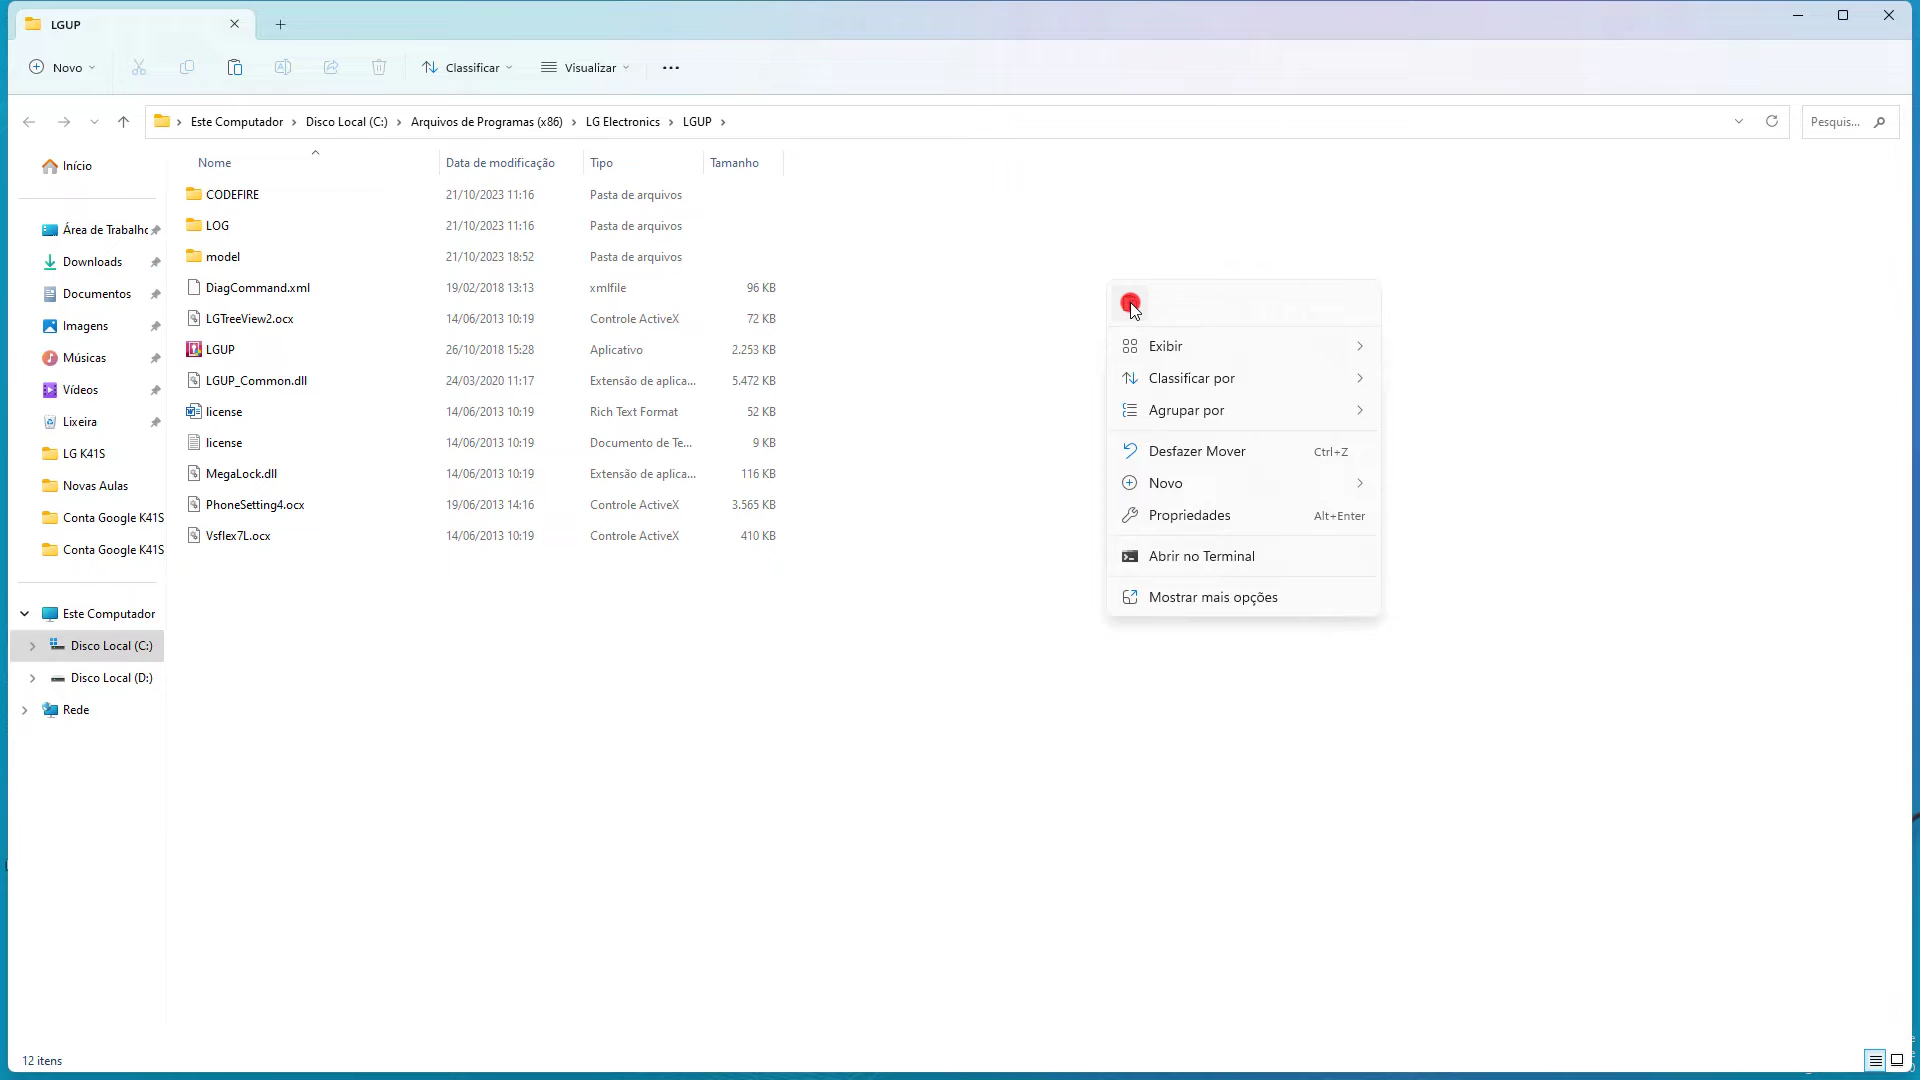 LGUP
Novo
Classificar
Visualizar
Este Computador
Disco Local (C:)
Arquivos de Programas (x86)
LG Electronics
LGUP
Pesquis...
Nome
Data de modificação
Tipo
Tamanho
CODEFIRE 21/10/2023 11:16 Pasta de arquivos
LOG 21/10/2023 11:16 Pasta de arquivos
model 21/10/2023 18:52 Pasta de arquivos
DiagCommand.xml 19/02/2018 13:13 xmlfile 96 KB
LGTreeView2.ocx 14/06/2013 10:19 Controle ActiveX 72 KB
LGUP 26/10/2018 15:28 Aplicativo 2.253 KB
LGUP_Common.dll 24/03/2020 11:17 Extensão de aplica... 5.472 KB
license 14/06/2013 10:19 Rich Text Format 52 KB
license 14/06/2013 10:19 Documento de Te... 9 KB
MegaLock.dll 14/06/2013 10:19 Extensão de aplica... 116 KB
PhoneSetting4.ocx 19/06/2013 14:16 Controle ActiveX 3.565 KB
Vsflex7L.ocx 14/06/2013 10:19 Controle ActiveX 410 KB
Início
Área de Trabalho
Downloads
Documentos
Imagens
Músicas
Vídeos
Lixeira
LG K41S
Novas Aulas
Conta Google K41S
Conta Google K41S
Este Computador
Disco Local (C:)
Disco Local (D:)
Rede
Exibir
Classificar por
Agrupar por
Desfazer Mover Ctrl+Z
Novo
Propriedades Alt+Enter
Abrir no Terminal
Mostrar mais opções
12 itens